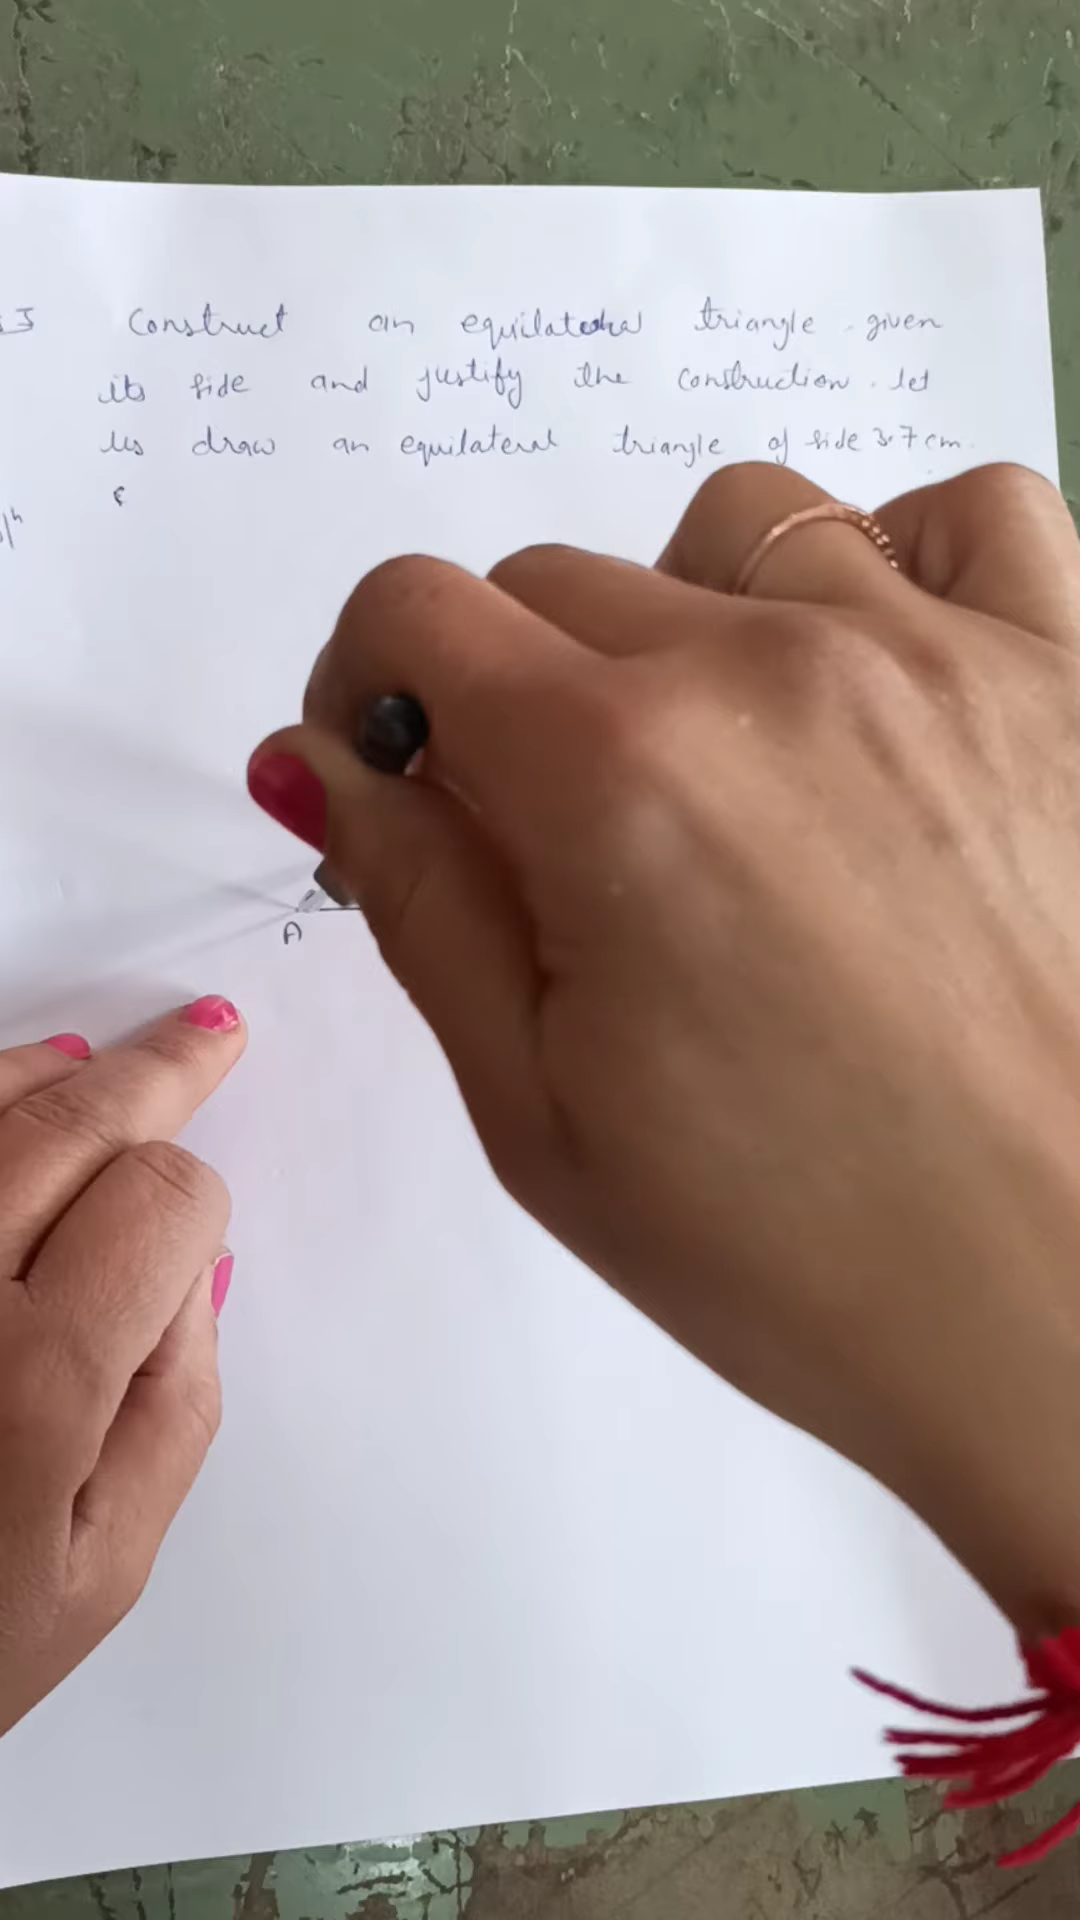 Construct an equilateral triangle given
its side and justify the construction. let
us draw an equilateral triangle of side 3.7 cm.
A